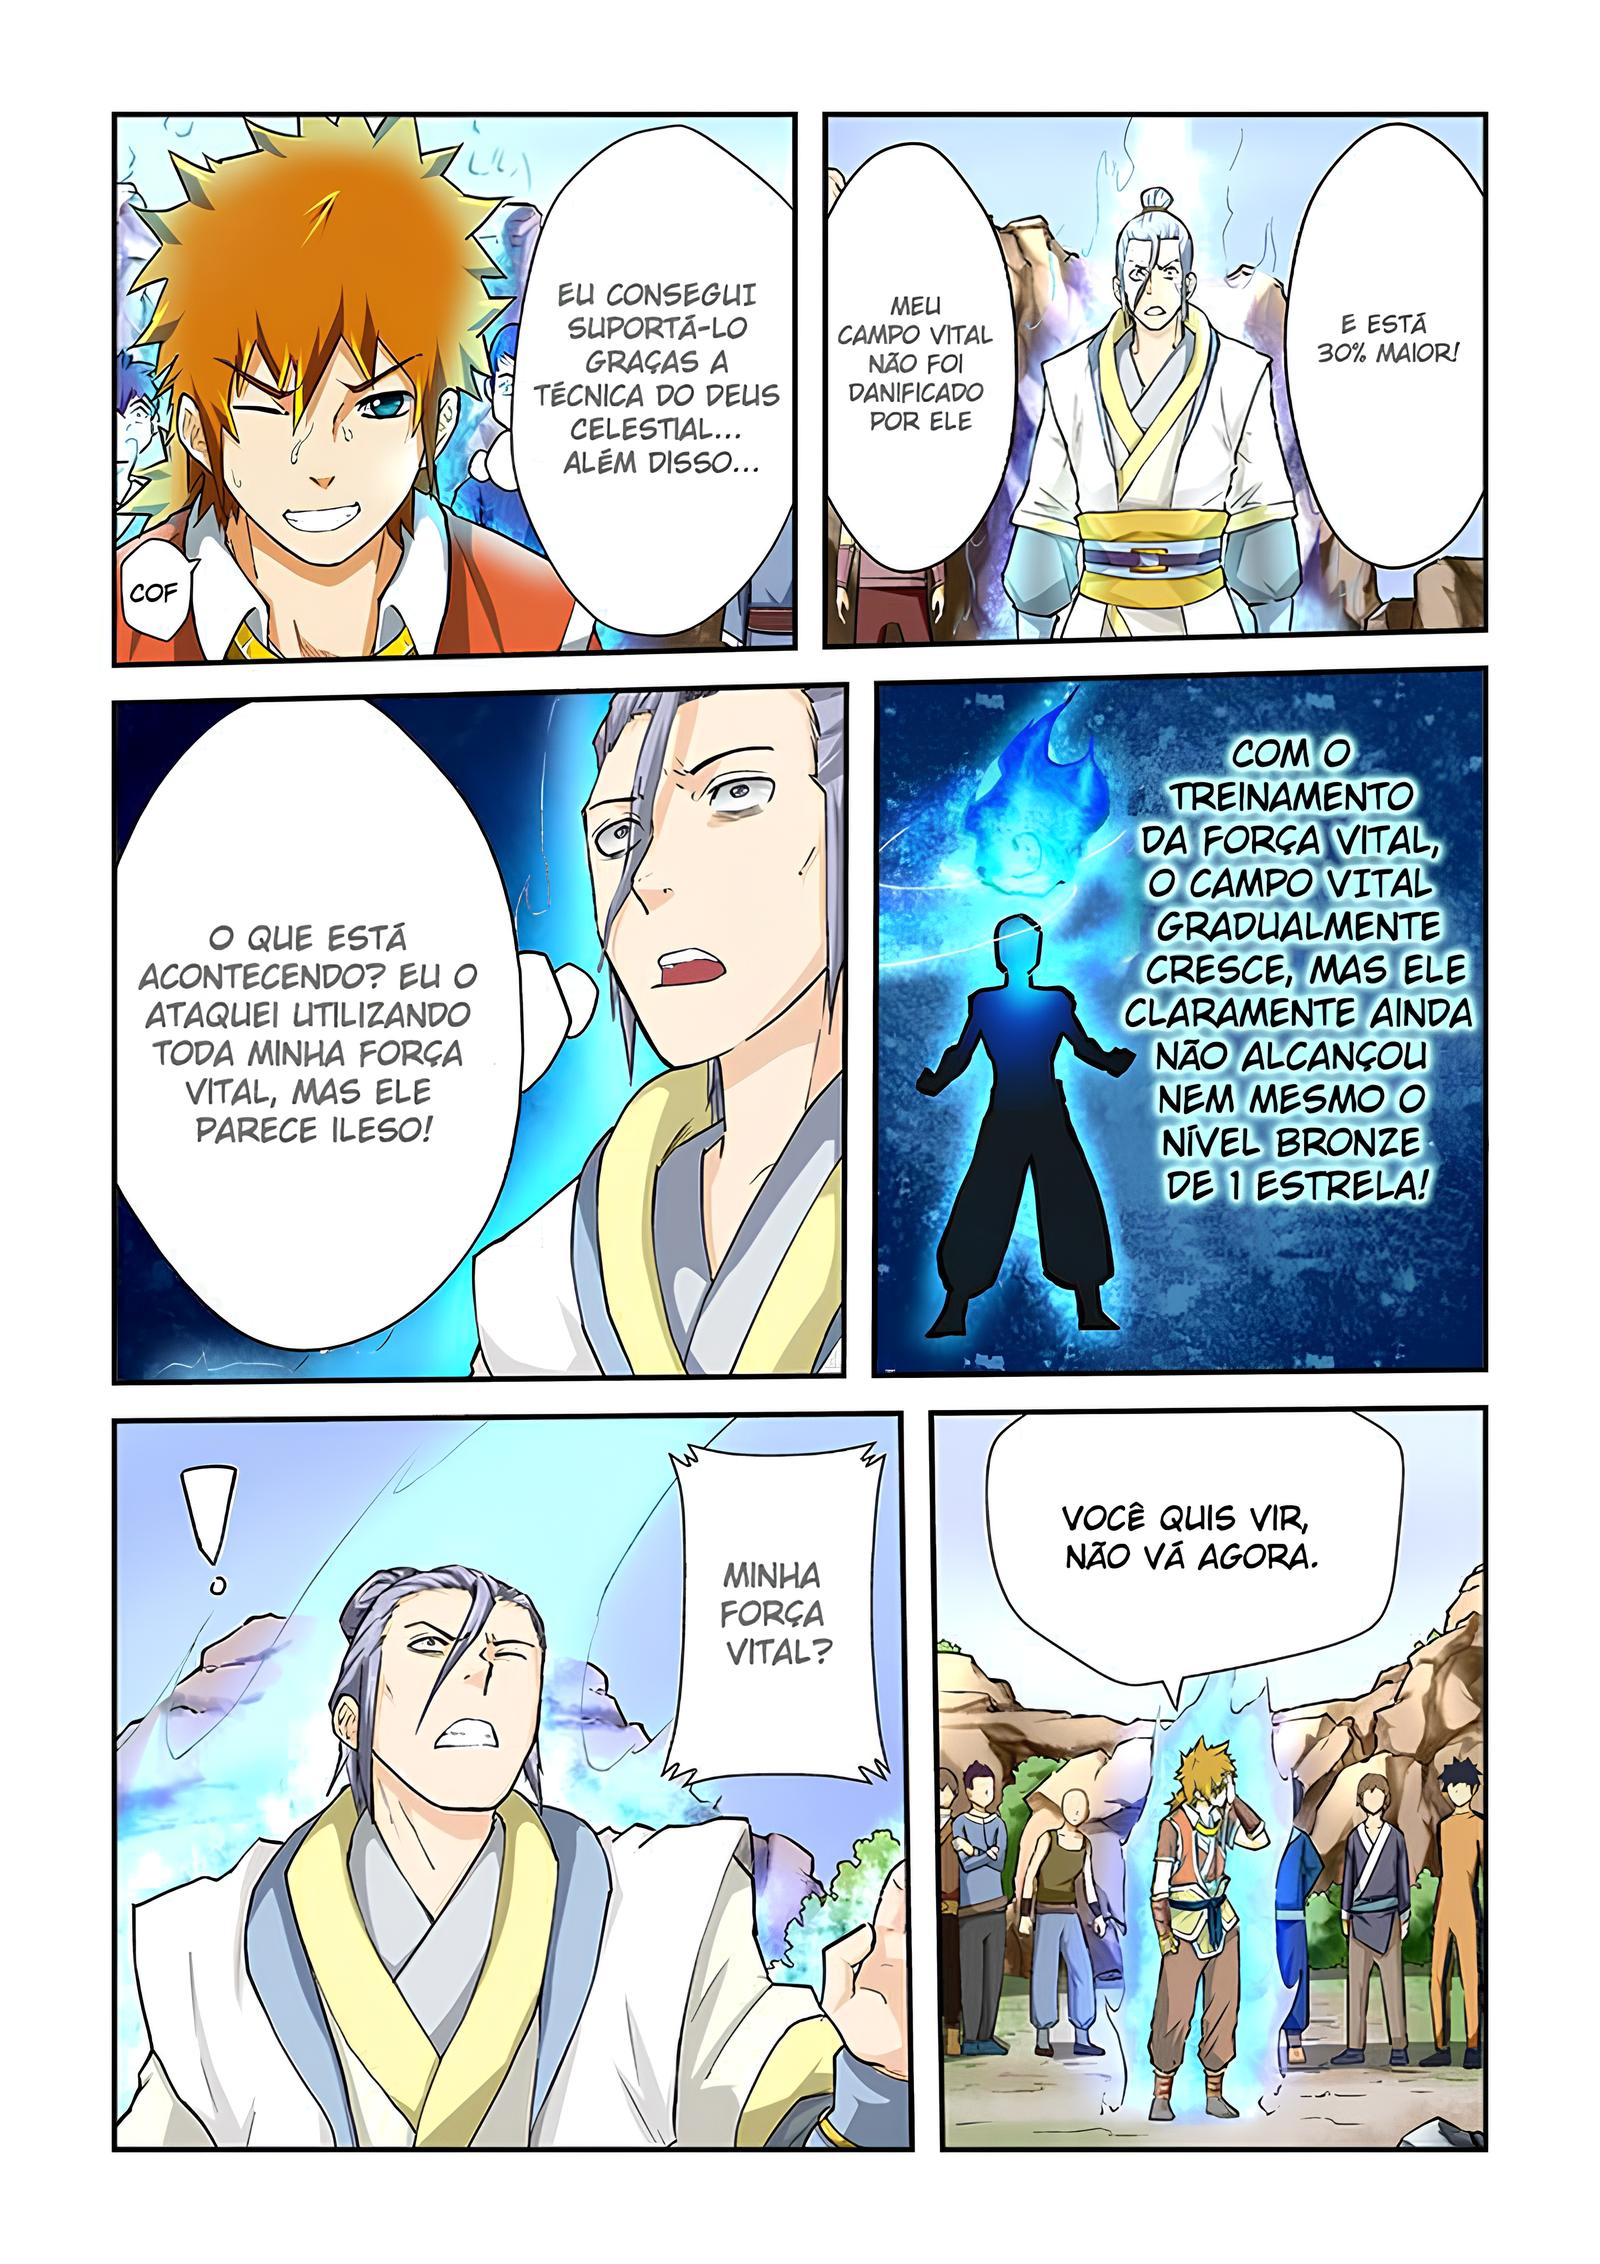 EU CONSEGUI
SUPORTÁ-LO
GRAÇAS A
TÉCNICA DO DEUS
CELESTIAL...
ALÉM DISSO...
COF
MEU
CAMPO VITAL
NÃO FOI
DANIFICADO
POR ELE
E ESTÁ
30% MAIOR!
O QUE ESTÁ
ACONTECENDO? EU O
ATAQUEI UTILIZANDO
TODA MINHA FORÇA
VITAL, MAS ELE
PARECE ILESO!
COM O
TREINAMENTO
DA FORÇA VITAL,
O CAMPO VITAL
GRADUALMENTE
CRESCE, MAS ELE
CLARAMENTE AINDA
NÃO ALCANÇOU
NEM MESMO O
NÍVEL BRONZE
DE 1 ESTRELA!
!
MINHA
FORÇA
VITAL?
VOCÊ QUIS VIR,
NÃO VÁ AGORA.